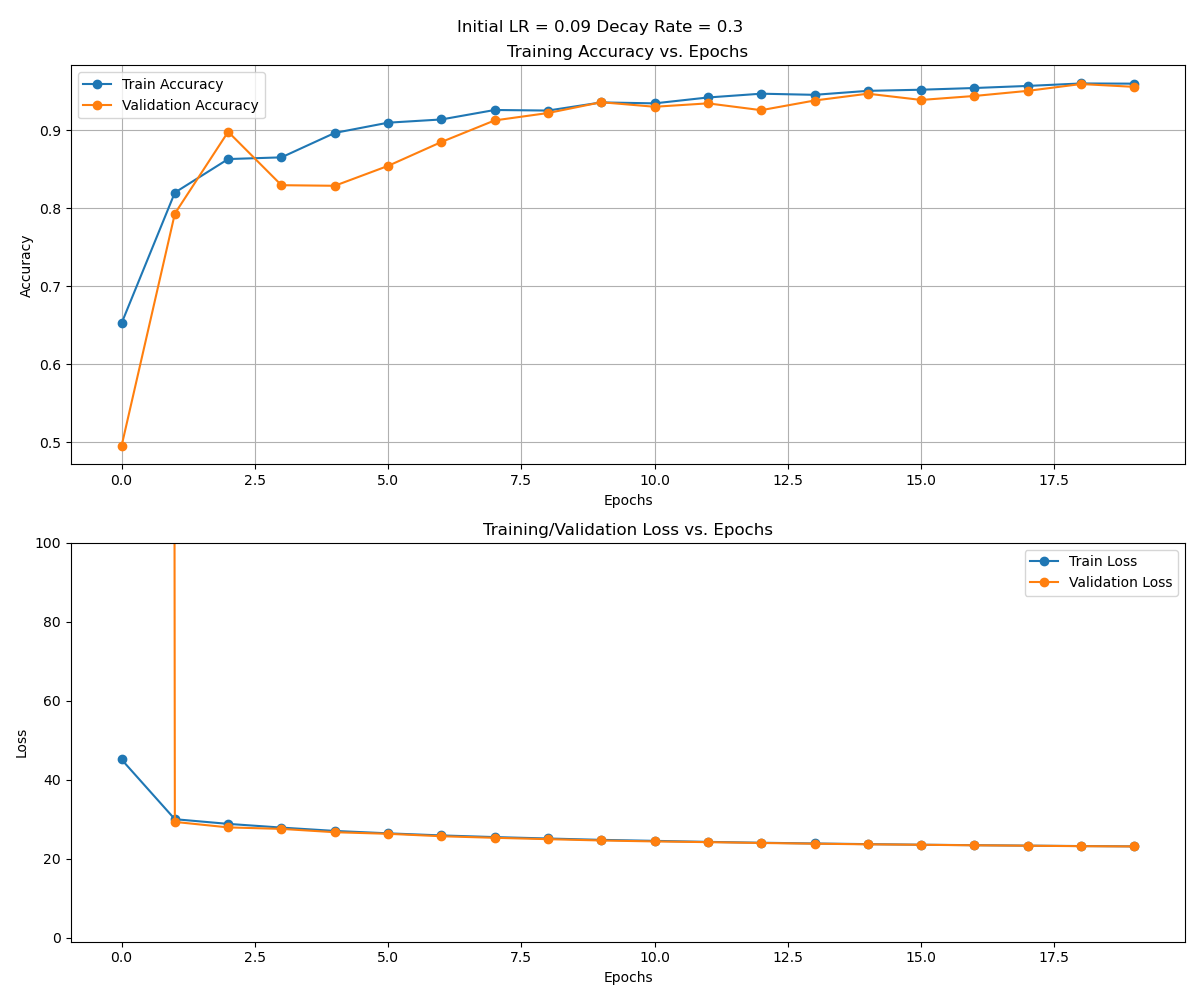 Initial LR = 0.09 Decay Rate = 0.3
Training Accuracy vs. Epochs
Train Accuracy
Validation Accuracy
0.9
0.8
0.7
0.6
0.5
Accuracy
0.0 2.5 5.0 7.5 10.0 12.5 15.0 17.5
Epochs
Training/Validation Loss vs. Epochs
Train Loss
Validation Loss
100
80
60
40
20
0
Loss
0.0 2.5 5.0 7.5 10.0 12.5 15.0 17.5
Epochs